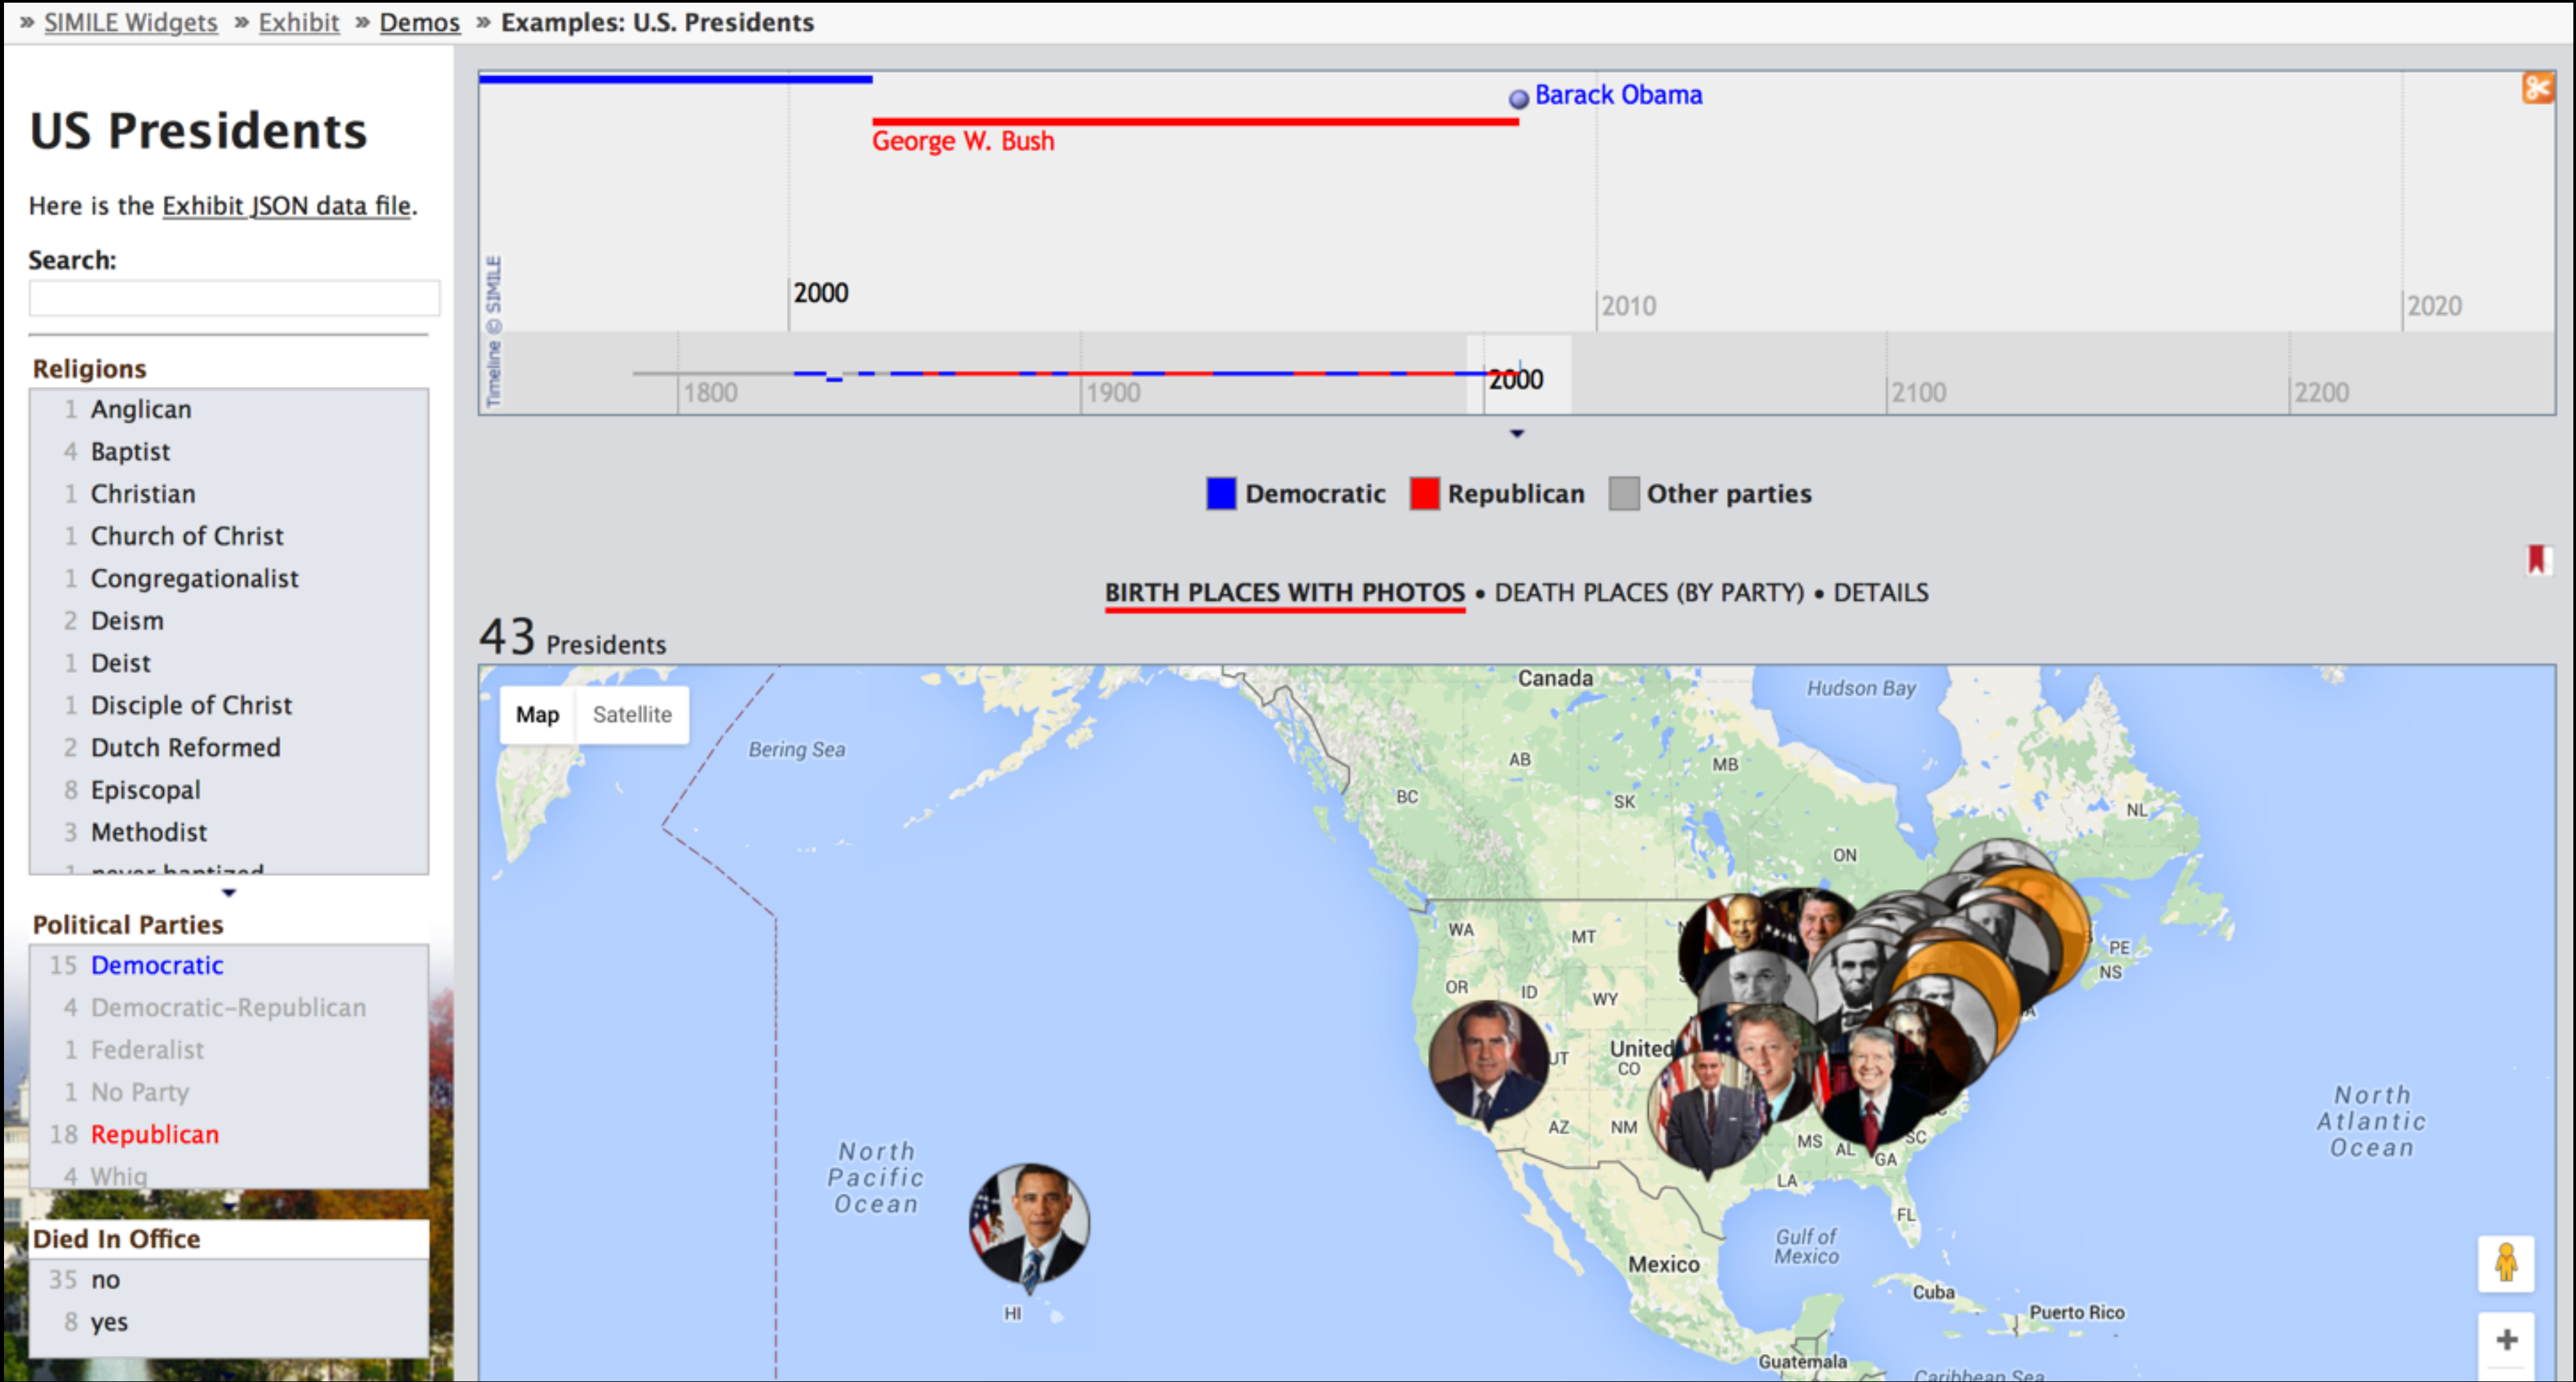 » SIMILE Widgets » Exhibit » Demos » Examples: U.S. Presidents
US Presidents
Here is the Exhibit JSON data file.
Search:
Religions
1 Anglican
4 Baptist
1 Christian
1 Church of Christ
1 Congregationalist
2 Deism
1 Deist
1 Disciple of Christ
2 Dutch Reformed
8 Episcopal
3 Methodist
1 never baptized
Political Parties
15 Democratic
4 Democratic-Republican
1 Federalist
1 No Party
18 Republican
4 Whig
Died In Office
35 no
8 yes
Barack Obama
George W. Bush
2000
2010
2020
Timeline © SIMILE
1800
1900
2000
2100
2200
Democratic Republican Other parties
BIRTH PLACES WITH PHOTOS • DEATH PLACES (BY PARTY) • DETAILS
43 Presidents
Map Satellite
Canada
Hudson Bay
Bering Sea
AB
MB
BC
SK
NL
ON
WA
MT
PE
NS
OR
ID
WY
UT
United
CO
AZ
NM
MS
AL
SC
GA
LA
FL
North
Pacific
Ocean
HI
North
Atlantic
Ocean
Gulf of
Mexico
Mexico
Cuba
Puerto Rico
Guatemala
Caribbean Sea